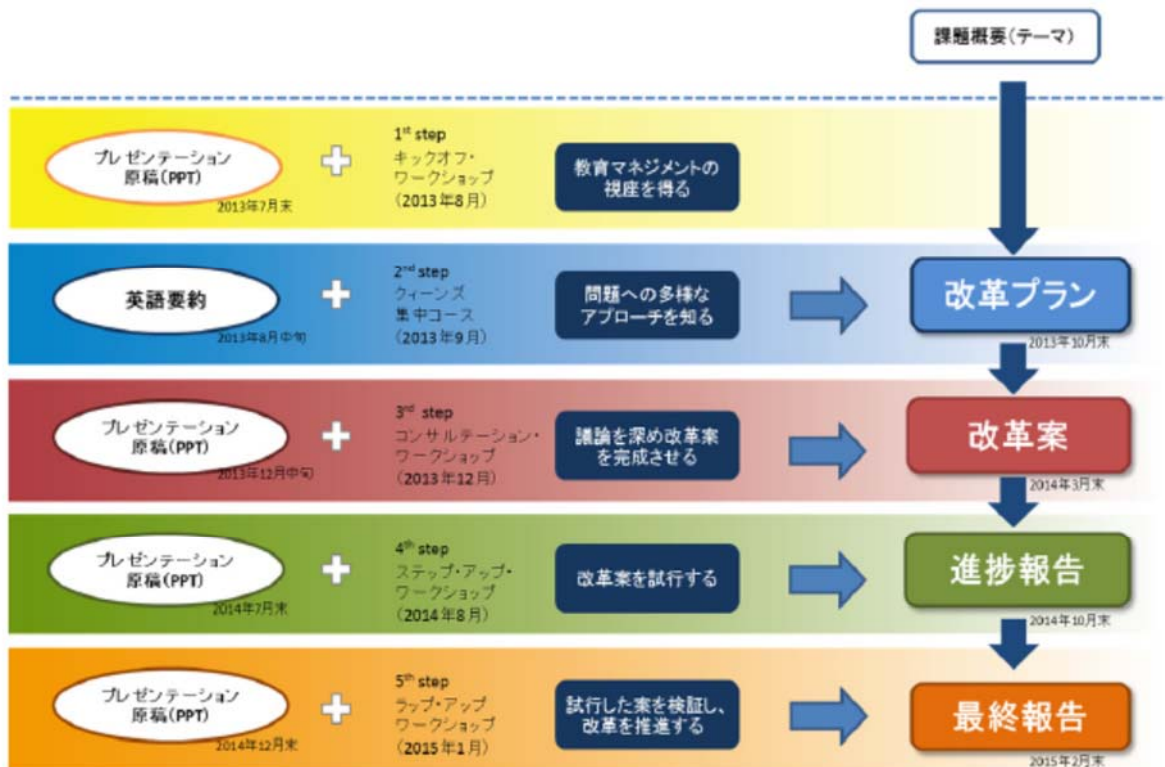 課題概要(テーマ)
プレゼンテーション
原稿(PPT)
2013年7月末
1st step
キックオフ・
ワークショップ
(2013年8月)
教育マネジメントの
視座を得る
英語要約
2013年8月中旬
2nd step
クィーンズ
集中コース
(2013年9月)
問題への多様な
アプローチを知る
改革プラン
2013年10月末
プレゼンテーション
原稿(PPT)
2013年12月中旬
3rd step
コンサルテーション・
ワークショップ
(2013年12月)
議論を深め改革案
を完成させる
改革案
2014年3月末
プレゼンテーション
原稿(PPT)
2014年7月末
4th step
ステップ・アップ・
ワークショップ
(2014年8月)
改革案を試行する
進捗報告
2014年10月末
プレゼンテーション
原稿(PPT)
2014年12月末
5th step
ラップ・アップ
ワークショップ
(2015年1月)
試行した案を検証し、
改革を推進する
最終報告
2015年2月末